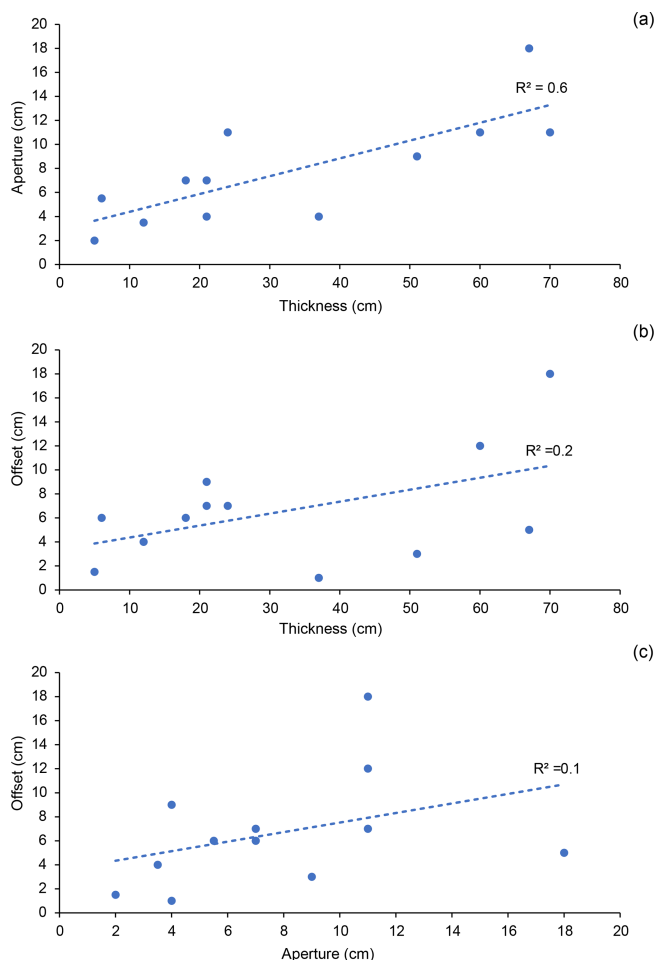 (a)
20
18
16
14
12
10
8
6
4
2
0
Aperture (cm)
R² = 0.6
0 10 20 30 40 50 60 70 80
Thickness (cm)
(b)
20
18
16
14
12
10
8
6
4
2
0
Offset (cm)
R² =0.2
0 10 20 30 40 50 60 70 80
Thickness (cm)
(c)
20
18
16
14
12
10
8
6
4
2
0
Offset (cm)
R² =0.1
0 2 4 6 8 10 12 14 16 18 20
Aperture (cm)